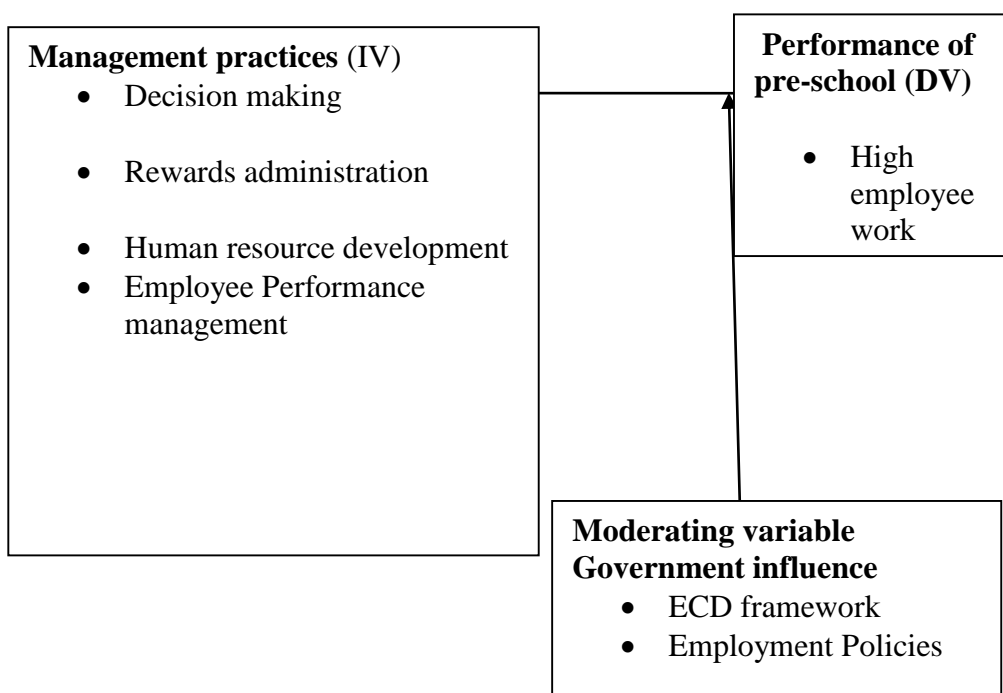 Management practices (IV)
• Decision making
• Rewards administration
• Human resource development
• Employee Performance
management
Performance of
pre-school (DV)
• High
employee
work
Moderating variable
Government influence
• ECD framework
• Employment Policies